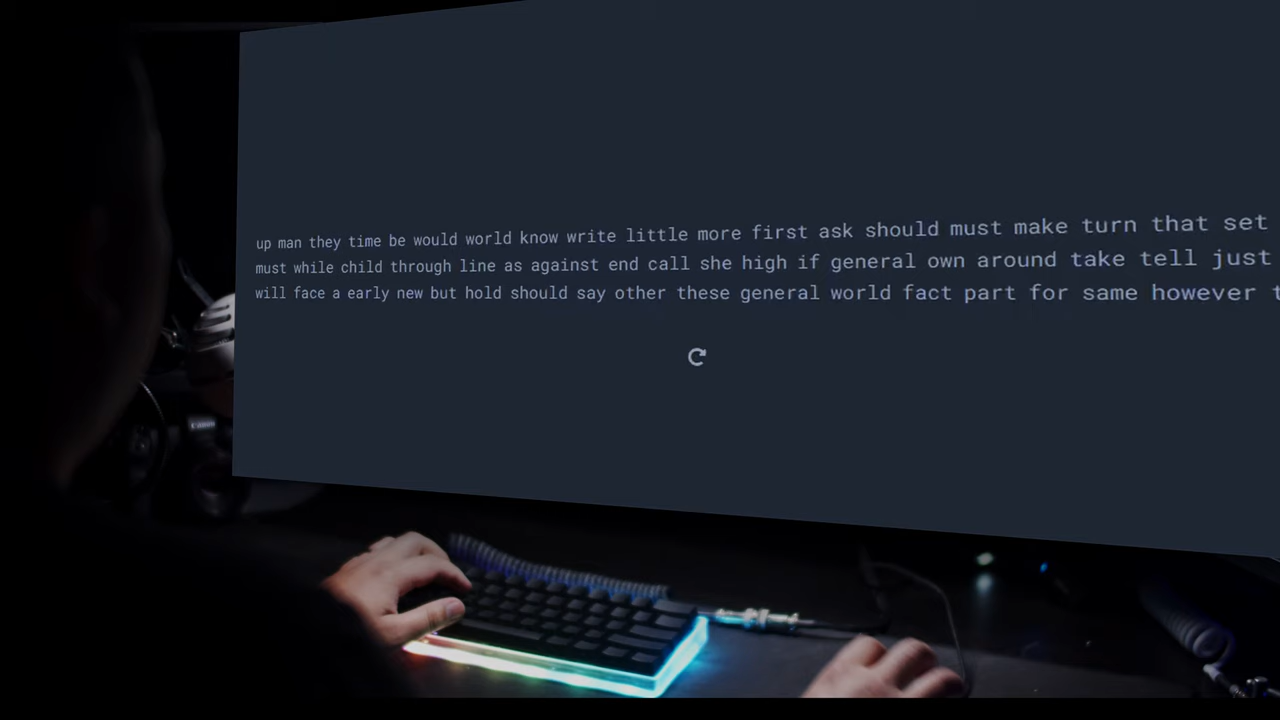 up man they time be would world know write little more first ask should must make turn that set
must while child through line as against end call she high if general own around take tell just
will face a early new but hold should say other these general world fact part for same however
Canon